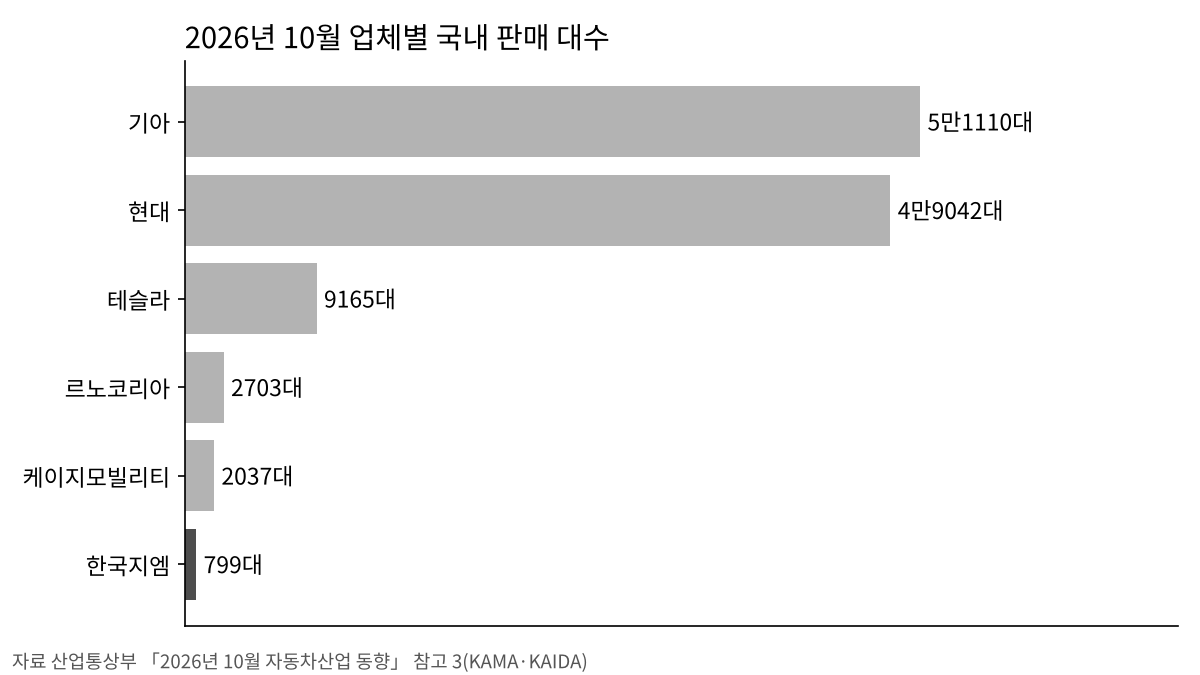 2026년 10월 업체별 국내 판매 대수
기아 5만1110대
현대 4만9042대
테슬라 9165대
르노코리아 2703대
케이지모빌리티 2037대
한국지엠 799대
자료 산업통상부 「2026년 10월 자동차산업 동향」 참고 3(KAMA·KAIDA)